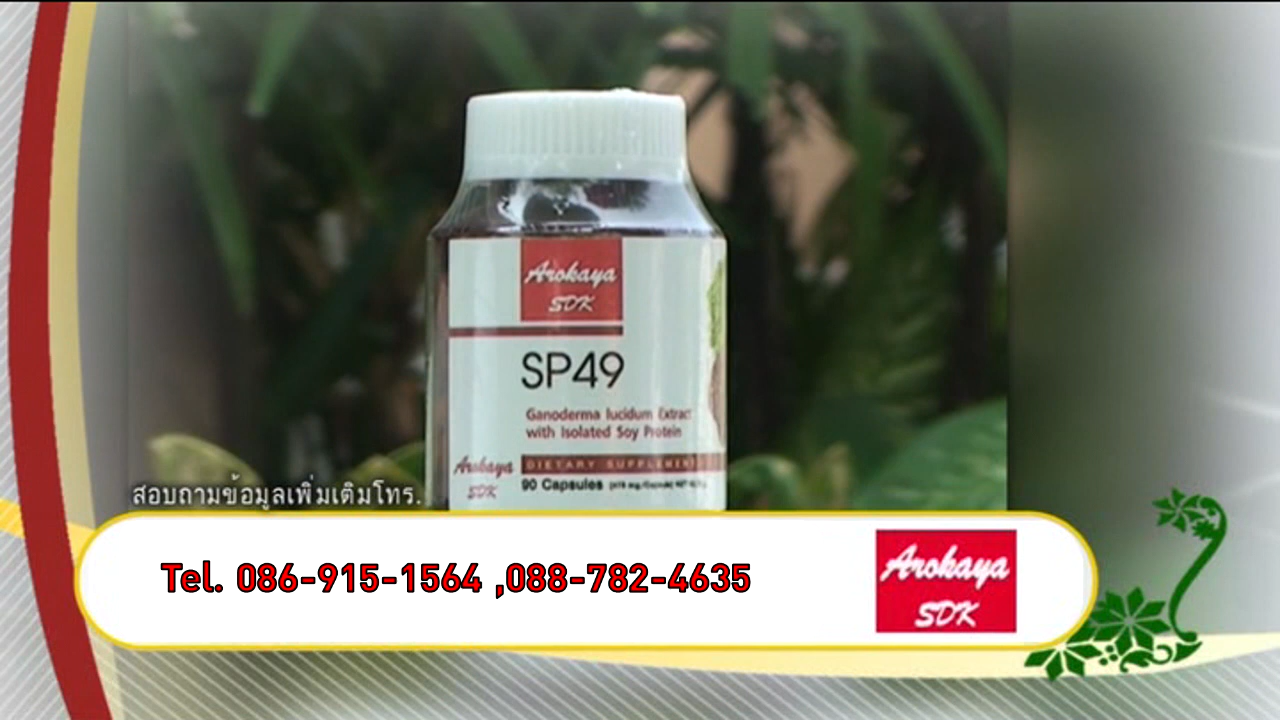 Arokaya
SDK
SP49
Ganoderma lucidum Extract
with Isolated Soy Protein
Arokaya
SDK
DIETARY SUPPLEMENT
90 Capsules
สอบถามข้อมูลเพิ่มเติมโทร.
Tel. 086-915-1564 ,088-782-4635
Arokaya
SDK